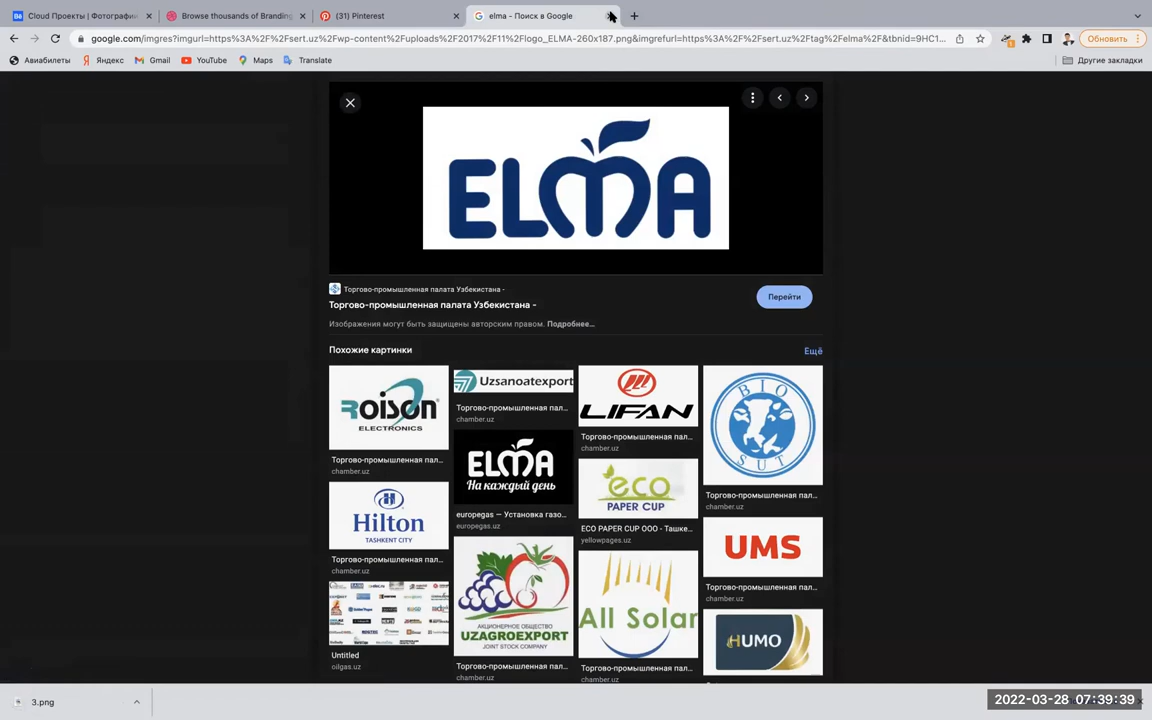 Cloud Проекты | Фотографии
Browse thousands of Branding
(31) Pinterest
elma - Поиск в Google
google.com/imgres?imgurl=https%3A%2F%2Fsert.uz%2Fwp-content%2Fuploads%2F2017%2F11%2Flogo_ELMA-260x187.png&imgrefurl=https%3A%2F%2Fsert.uz%2Ftag%2Felma%2F&tbnid=9HC1...
Обновить
Авиабилеты
Яндекс
Gmail
YouTube
Maps
Translate
Другие закладки
ELMA
Торгово-промышленная палата Узбекистана -
Торгово-промышленная палата Узбекистана -
Перейти
Изображения могут быть защищены авторским правом. Подробнее...
Похожие картинки
Ещё
ROISON
ELECTRONICS
Торгово-промышленная пал...
chamber.uz
Hilton
TASHKENT CITY
Торгово-промышленная пал...
chamber.uz
Untitled
oilgas.uz
Uzsanoatexport
Торгово-промышленная пал...
chamber.uz
ELMA
На каждый день
europegas — Установка газо...
europegas.uz
АКЦИОНЕРНОЕ ОБЩЕСТВО
UZAGROEXPORT
JOINT STOCK COMPANY
Торгово-промышленная пал...
chamber.uz
LIFAN
Торгово-промышленная пал...
chamber.uz
eco
PAPER CUP
ECO PAPER CUP ООО - Ташке...
yellowpages.uz
All Solar
Торгово-промышленная пал...
chamber.uz
BIO
SUT
Торгово-промышленная пал...
chamber.uz
UMS
Торгово-промышленная пал...
chamber.uz
HUMO
3.png
2022-03-28 07:39:39